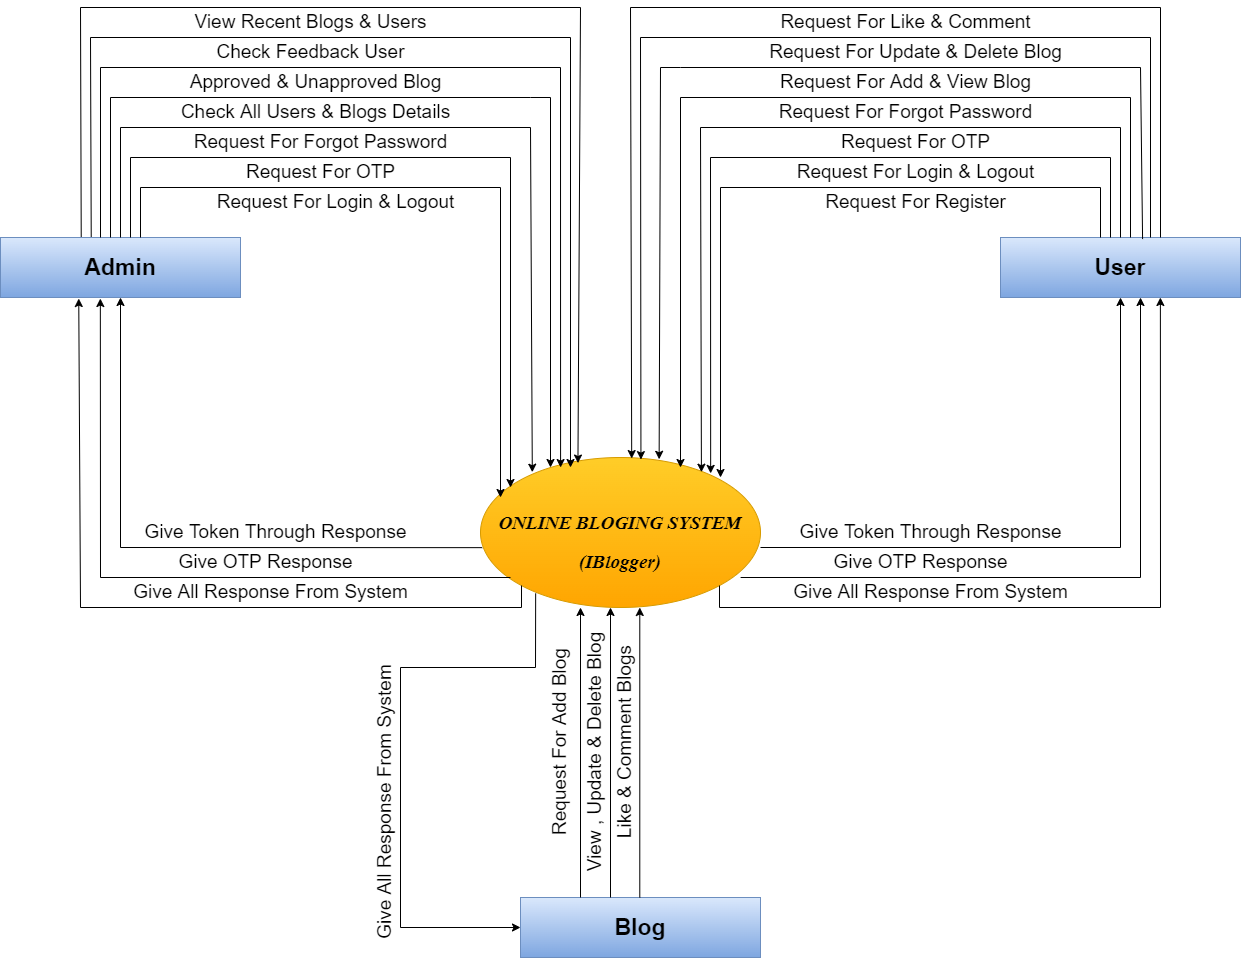 View Recent Blogs & Users
Check Feedback User
Approved & Unapproved Blog
Check All Users & Blogs Details
Request For Forgot Password
Request For OTP
Request For Login & Logout
Request For Like & Comment
Request For Update & Delete Blog
Request For Add & View Blog
Request For Forgot Password
Request For OTP
Request For Login & Logout
Request For Register
Admin
User
ONLINE BLOGING SYSTEM
(IBlogger)
Give Token Through Response
Give OTP Response
Give All Response From System
Give Token Through Response
Give OTP Response
Give All Response From System
Give All Response From System
Request For Add Blog
View , Update & Delete Blog
Like & Comment Blogs
Blog